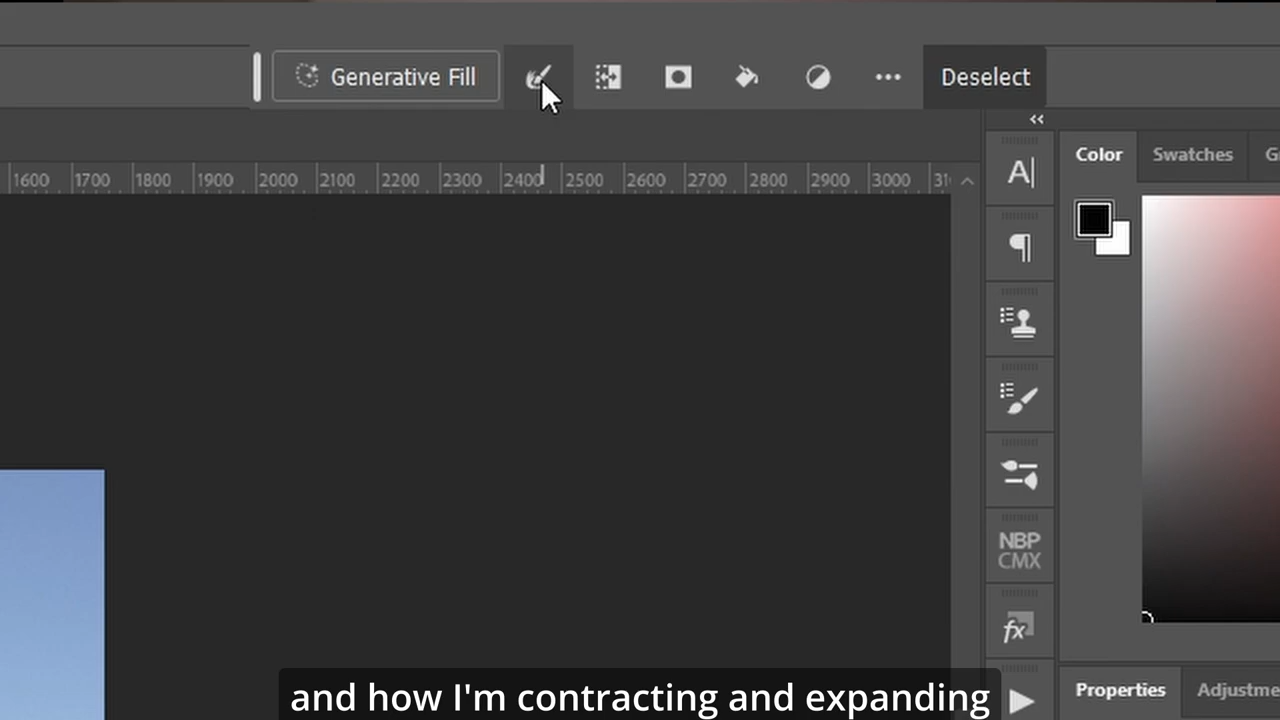 Generative Fill
Deselect
1600 1700 1800 1900 2000 2100 2200 2300 2400 2500 2600 2700 2800 2900 3000 31
A
Color Swatches G
¶
NBP
CMX
fx
Properties Adjustme
and how I'm contracting and expanding